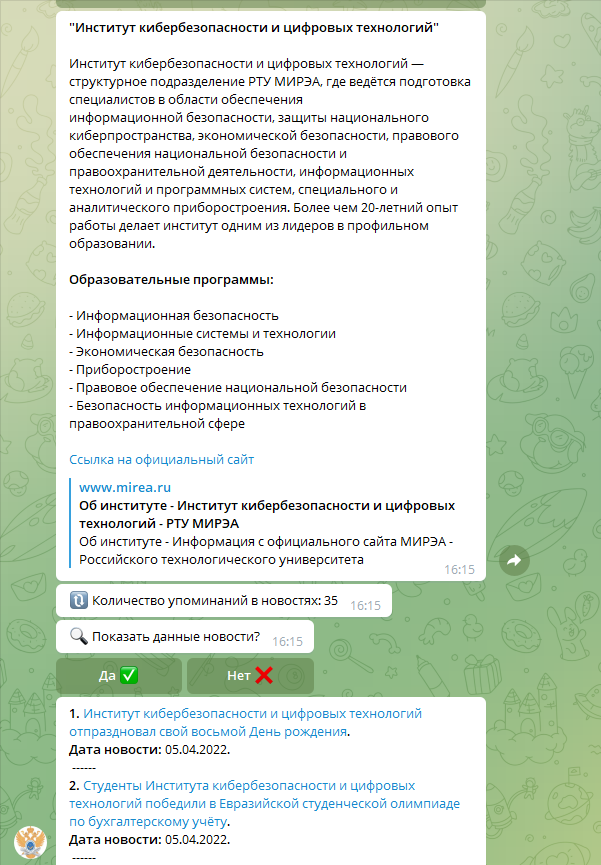 "Институт кибербезопасности и цифровых технологий"
Институт кибербезопасности и цифровых технологий —
структурное подразделение РТУ МИРЭА, где ведётся подготовка
специалистов в области обеспечения
информационной безопасности, защиты национального
киберпространства, экономической безопасности, правового
обеспечения национальной безопасности и
правоохранительной деятельности, информационных
технологий и программных систем, специального и
аналитического приборостроения. Более чем 20-летний опыт
работы делает институт одним из лидеров в профильном
образовании.
Образовательные программы:
- Информационная безопасность
- Информационные системы и технологии
- Экономическая безопасность
- Приборостроение
- Правовое обеспечение национальной безопасности
- Безопасность информационных технологий в
правоохранительной сфере
Ссылка на официальный сайт
www.mirea.ru
Об институте - Институт кибербезопасности и цифровых
технологий - РТУ МИРЭА
Об институте - Информация с официального сайта МИРЭА -
Российского технологического университета
16:15
Количество упоминаний в новостях: 35 16:15
Показать данные новости? 16:15
Да Нет
1. Институт кибербезопасности и цифровых технологий
отпраздновал свой восьмой День рождения.
Дата новости: 05.04.2022.
------
2. Студенты Института кибербезопасности и цифровых
технологий победили в Евразийской студенческой олимпиаде
по бухгалтерскому учёту.
Дата новости: 05.04.2022.
------